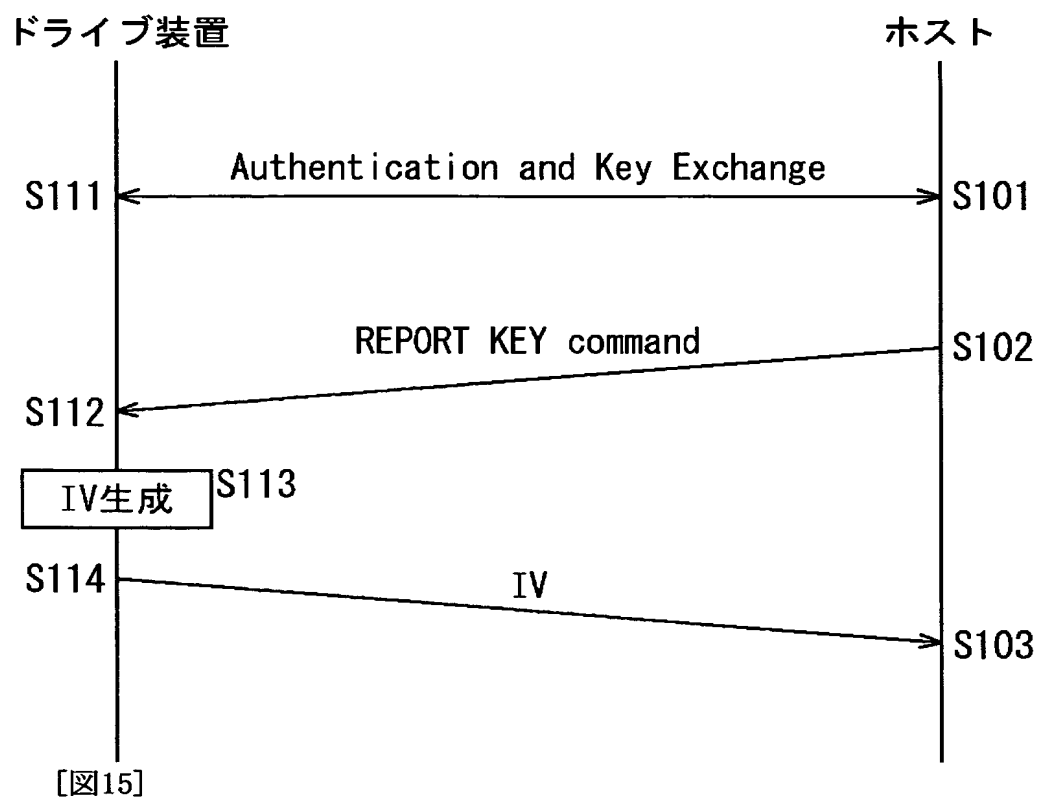 ドライブ装置 ホスト
Authentication and Key Exchange
S111 S101
REPORT KEY command
S102
S112
IV生成 S113
S114 IV
S103
[図15]